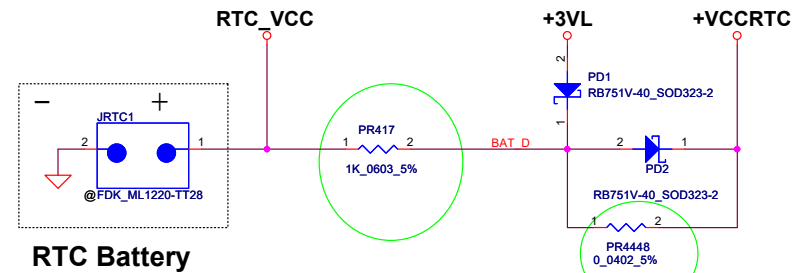 RTC_VCC
+3VL
+VCCRTC
2
PD1
RB751V-40_SOD323-2
1
- +
JRTC1
2
1
PR417
1
2
1K_0603_5%
BAT_D
2
1
PD2
@FDK_ML1220-TT28
RB751V-40_SOD323-2
1
2
PR4448
0_0402_5%
RTC Battery